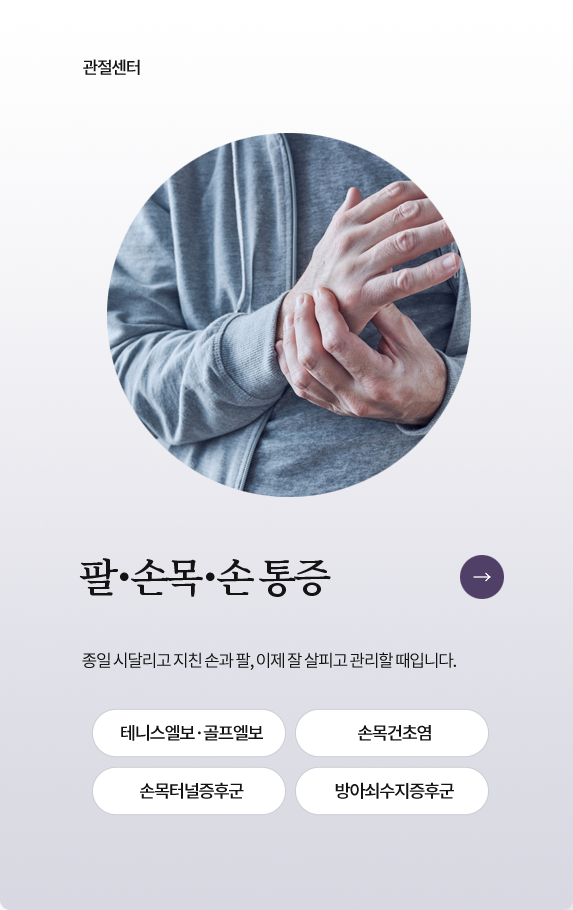 관절센터
팔•손목•손 통증
종일 시달리고 지친 손과 팔, 이제 잘 살피고 관리할 때입니다.
테니스엘보·골프엘보
손목건초염
손목터널증후군
방아쇠수지증후군